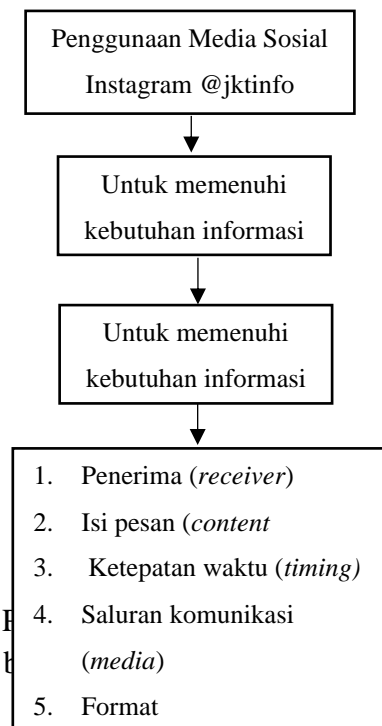 Penggunaan Media Sosial
Instagram @jktinfo
Untuk memenuhi
kebutuhan informasi
Untuk memenuhi
kebutuhan informasi
1. Penerima (receiver)
2. Isi pesan (content
3. Ketepatan waktu (timing)
4. Saluran komunikasi
(media)
5. Format